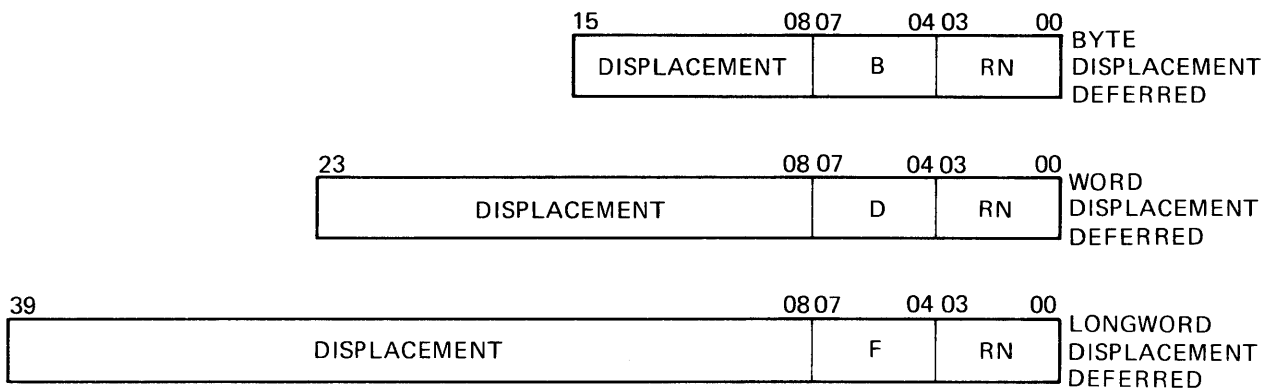 15 08 07 04 03 00
DISPLACEMENT B RN
BYTE
DISPLACEMENT
DEFERRED
23 08 07 04 03 00
DISPLACEMENT D RN
WORD
DISPLACEMENT
DEFERRED
39 08 07 04 03 00
DISPLACEMENT F RN
LONGWORD
DISPLACEMENT
DEFERRED